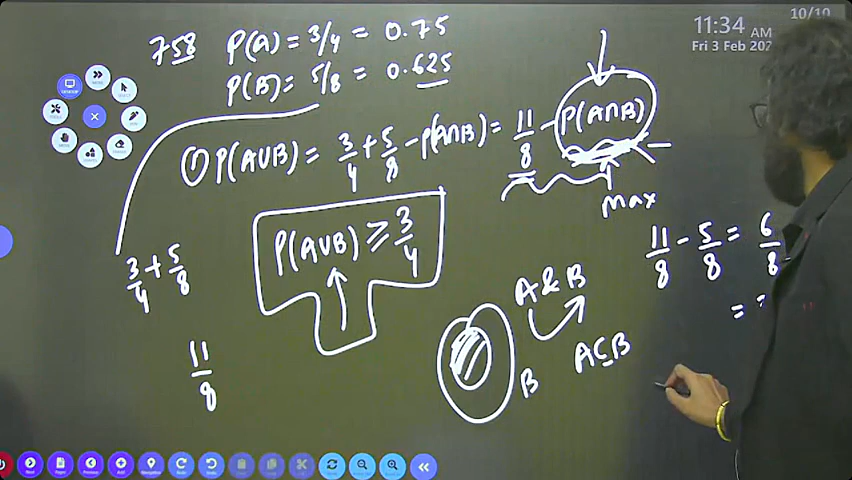 11:34 AM
10/10
Fri 3 Feb
758 P(A) = 3/4 = 0.75
P(B) = 5/8 = 0.625
① P(A∪B) = 3/4 + 5/8 - P(A∩B) = 11/8 - P(A∩B)
max
P(A∪B) ≥ 3/4
3/4 + 5/8
11/8
11/8 - 5/8 = 6/8
=
A & B
A ⊆ B
B